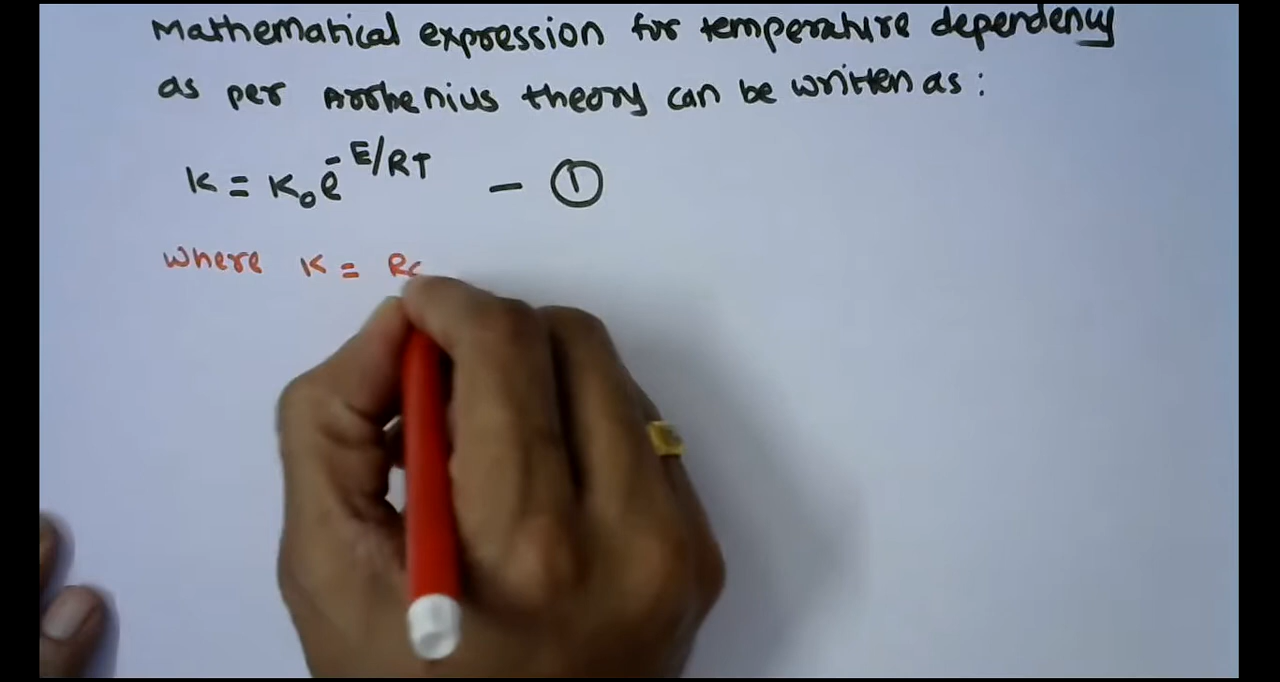 Mathematical expression for temperature dependency
as per Arrhenius theory can be written as:
K = K₀e^-E/RT - ①
where K = R